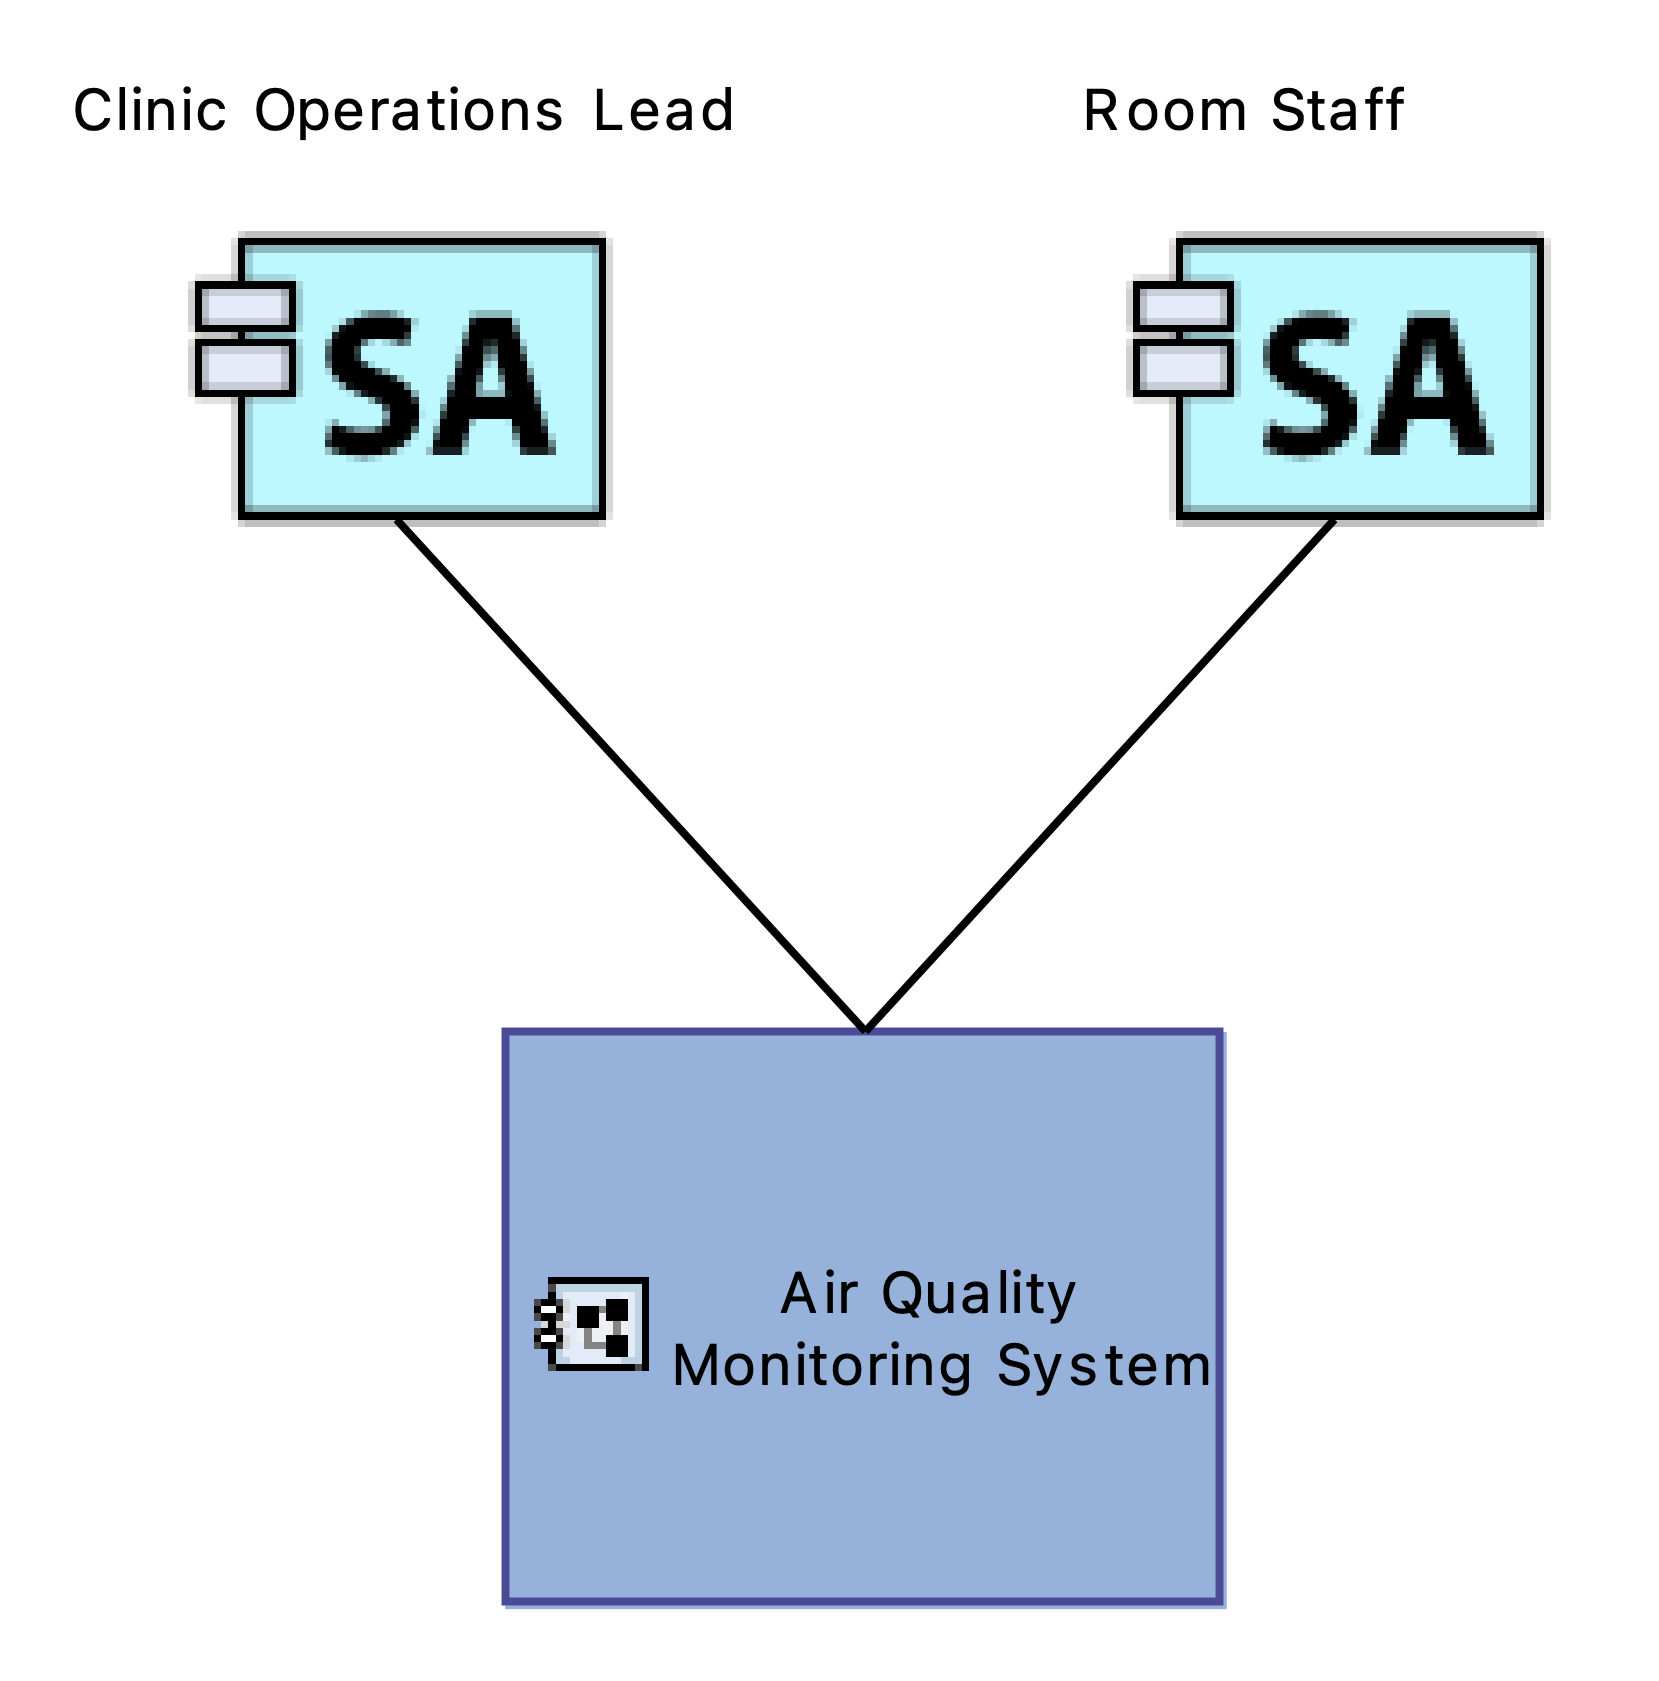 Clinic Operations Lead
Room Staff
SA
SA
Air Quality
Monitoring System